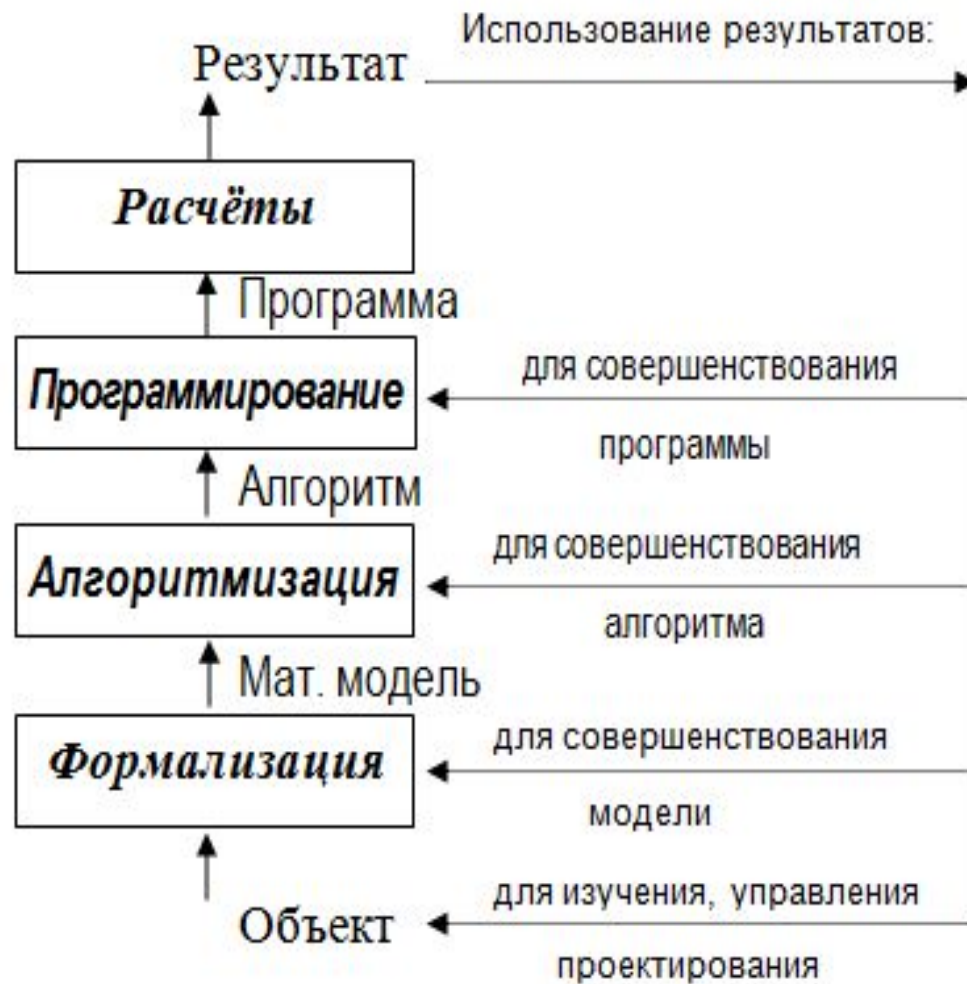 Использование результатов:
Результат
Расчёты
Программа
Программирование
для совершенствования
программы
Алгоритм
Алгоритмизация
для совершенствования
алгоритма
Мат. модель
Формализация
для совершенствования
модели
Объект
для изучения, управления
проектирования